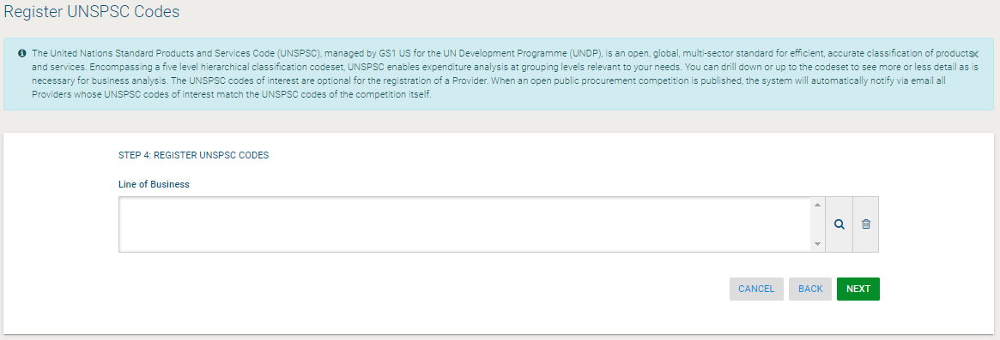 Register UNSPSC Codes
The United Nations Standard Products and Services Code (UNSPSC), managed by GS1 US for the UN Development Programme (UNDP), is an open, global, multi-sector standard for efficient, accurate classification of products
and services. Encompassing a five level hierarchical classification codeset, UNSPSC enables expenditure analysis at grouping levels relevant to your needs. You can drill down or up to the codeset to see more or less detail as is
necessary for business analysis. The UNSPSC codes of interest are optional for the registration of a Provider. When an open public procurement competition is published, the system will automatically notify via email all
Providers whose UNSPSC codes of interest match the UNSPSC codes of the competition itself.
STEP 4: REGISTER UNSPSC CODES
Line of Business
CANCEL BACK NEXT